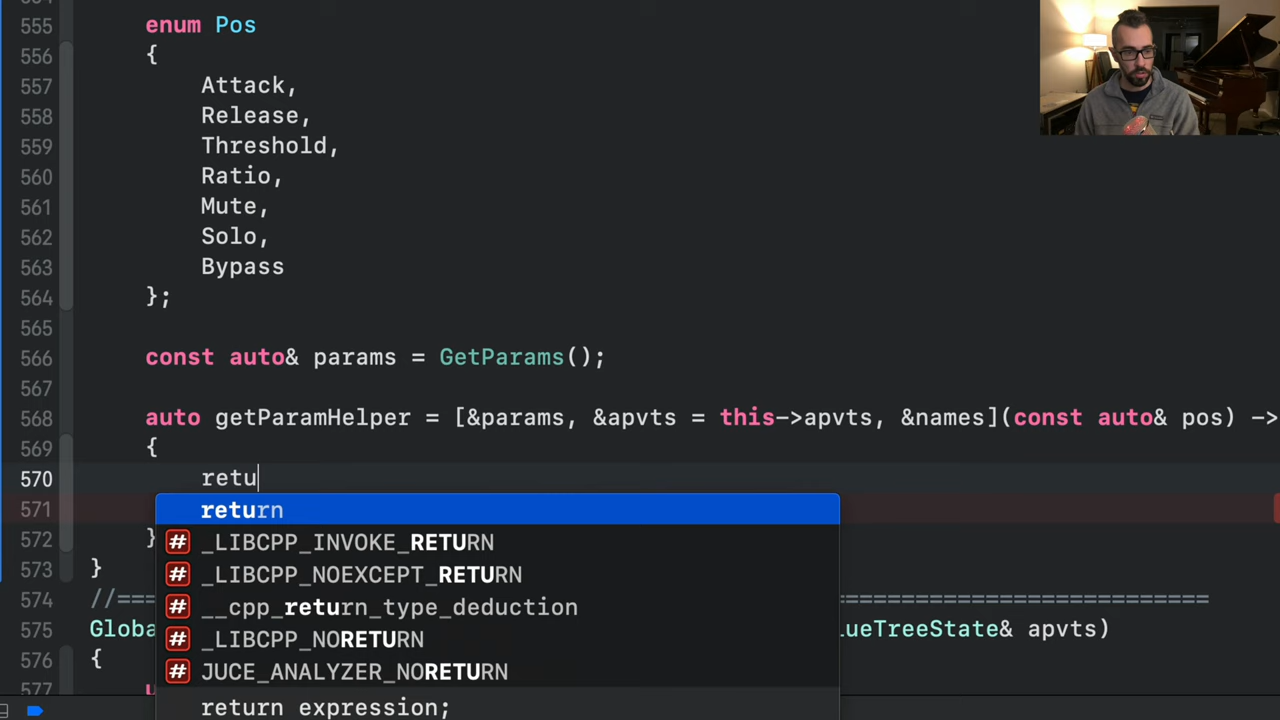 555 enum Pos
556 {
557 Attack,
558 Release,
559 Threshold,
560 Ratio,
561 Mute,
562 Solo,
563 Bypass
564 };
565
566 const auto& params = GetParams();
567
568 auto getParamHelper = [&params, &apvts = this->apvts, &names](const auto& pos) ->
569 {
570 retu
return
571
# _LIBCPP_INVOKE_RETURN
572 }
# _LIBCPP_NOEXCEPT_RETURN
573 }
574 //==
# __cpp_return_type_deduction
==========================
575 Globa
# _LIBCPP_NORETURN
lueTreeState& apvts)
576 {
# JUCE_ANALYZER_NORETURN
577 u
return expression;